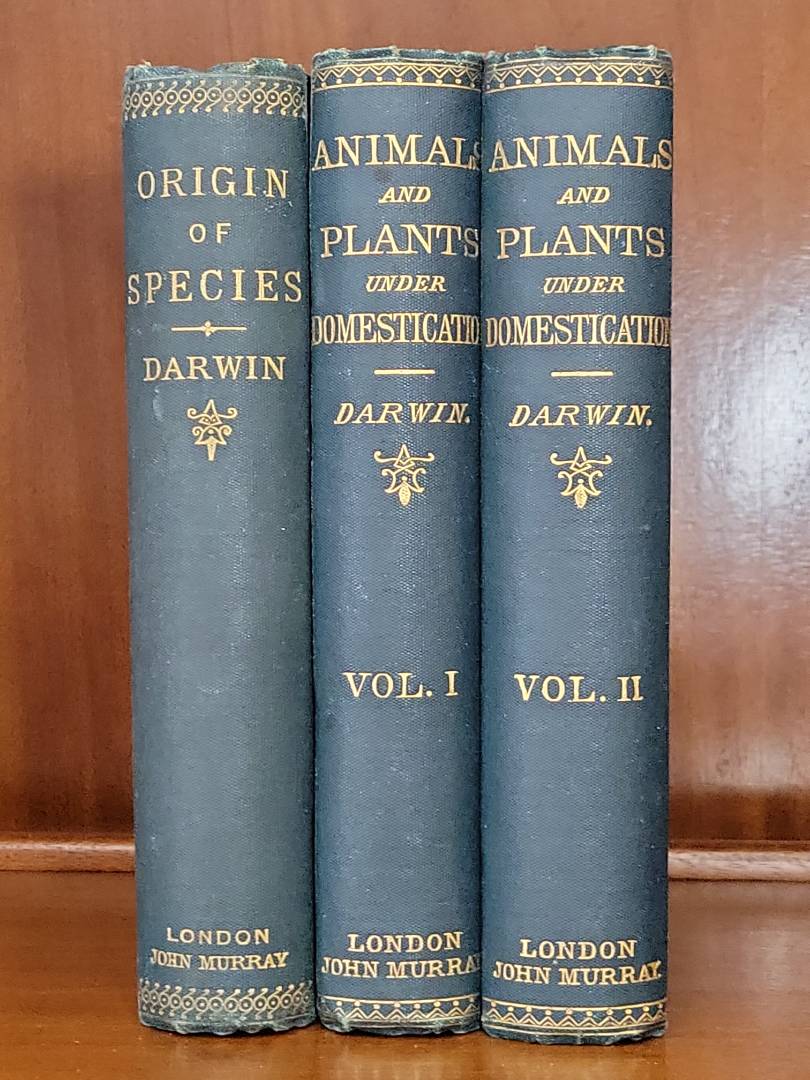 ORIGIN
OF
SPECIES
DARWIN
LONDON
JOHN MURRAY
ANIMALS
AND
PLANTS
UNDER
DOMESTICATION
DARWIN.
VOL. I
LONDON
JOHN MURRAY
ANIMALS
AND
PLANTS
UNDER
DOMESTICATION
DARWIN.
VOL. II
LONDON
JOHN MURRAY.